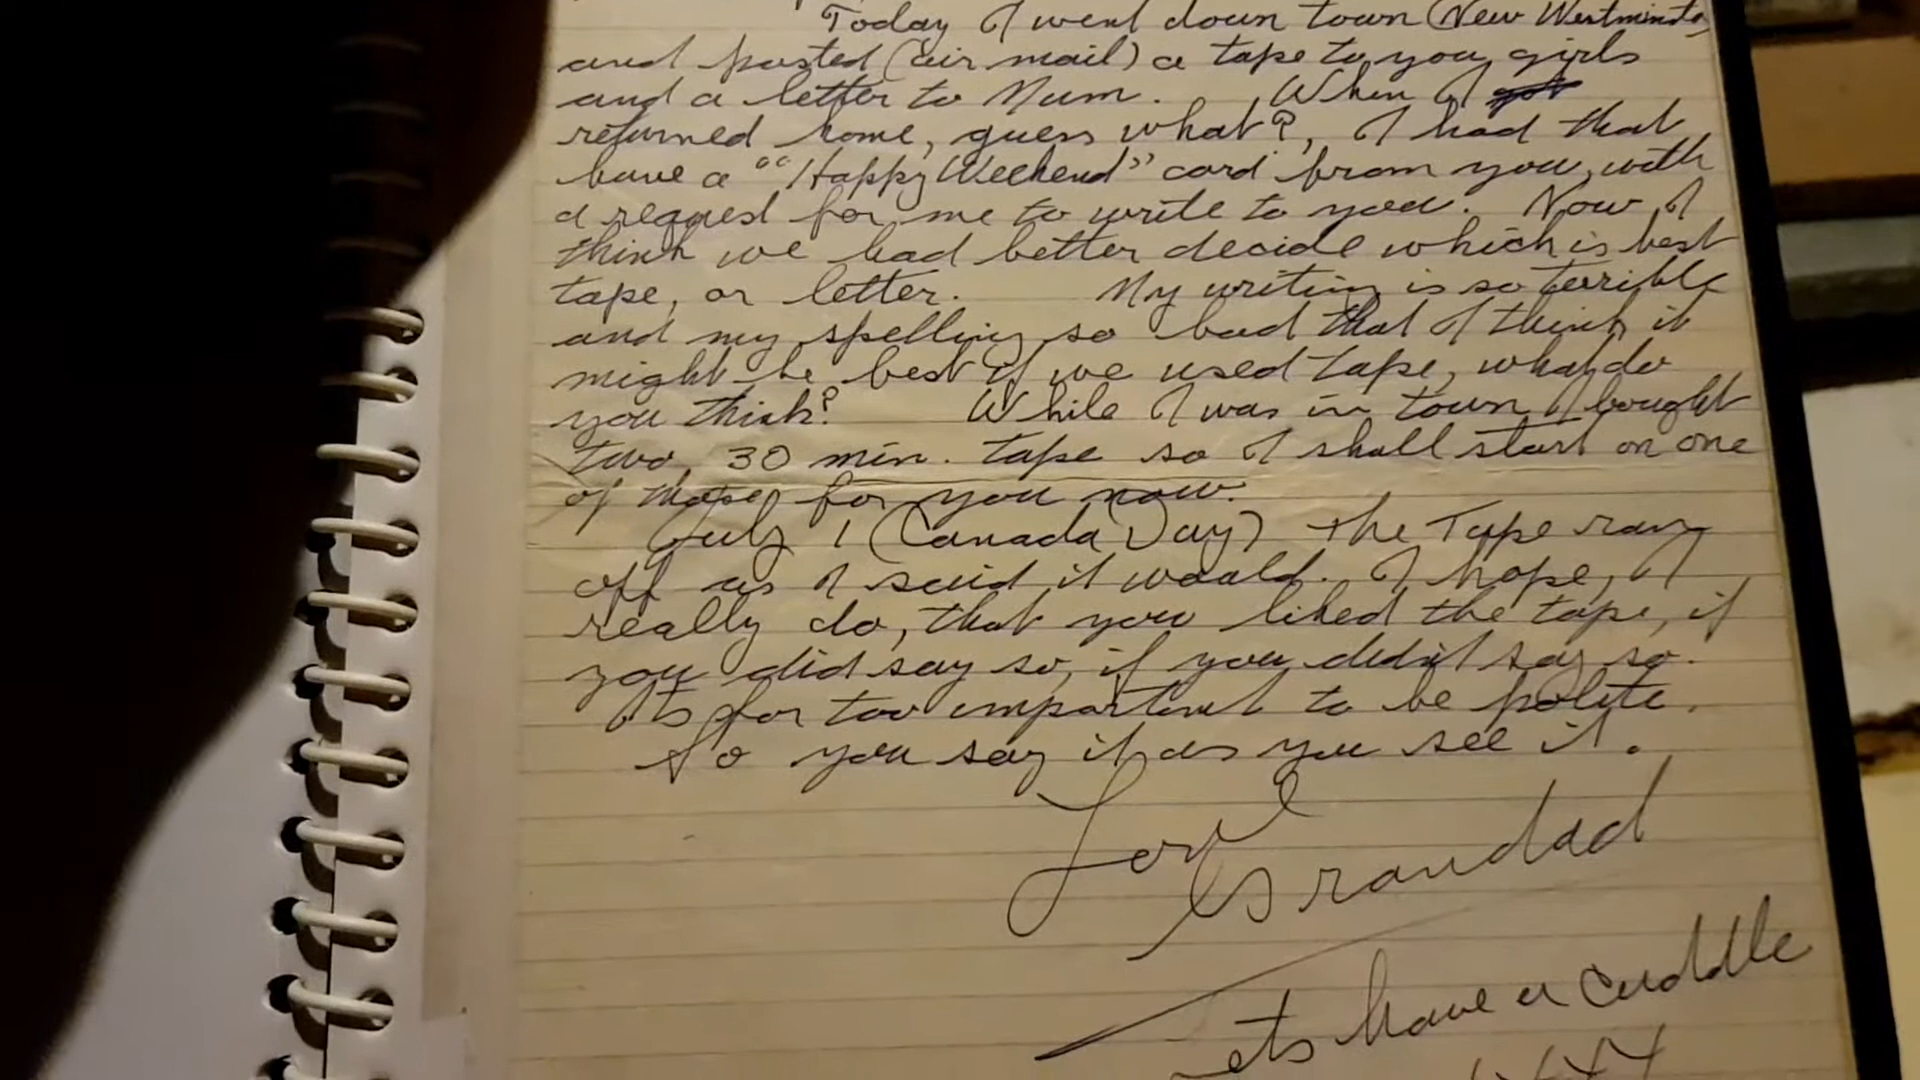 Today I went down town (New Westminster,
and posted (air mail) a tape to you girls
and a letter to Mum. When I got
returned home, guess what?, I had that
have a "Happy Weekend" card from you, with
a request for me to write to you. Now I
think we had better decide which is best
tape, or letter. My writing is so terrible
and my spelling so bad that I think it
might be best if we used tape, what do
you think? While I was in town I bought
two, 30 min. tape so I shall start on one
of those for you now.
July 1 (Canada Day) the Tape ran
off as I said it would. I hope, I
really do, that you liked the tape, if
you did say so, if you didn't say so.
Its far too important to be polite.
So you say it as you see it.
Love
Grandad
Lets have a cuddle
XXX